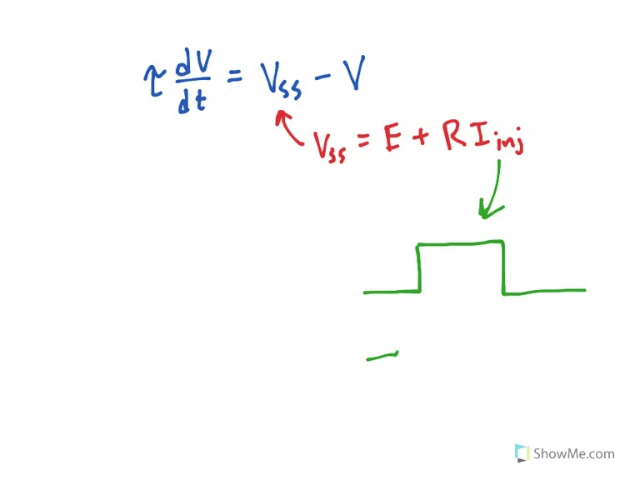 τ dV/dt = Vss − V
Vss = E + R Iinj
ShowMe.com